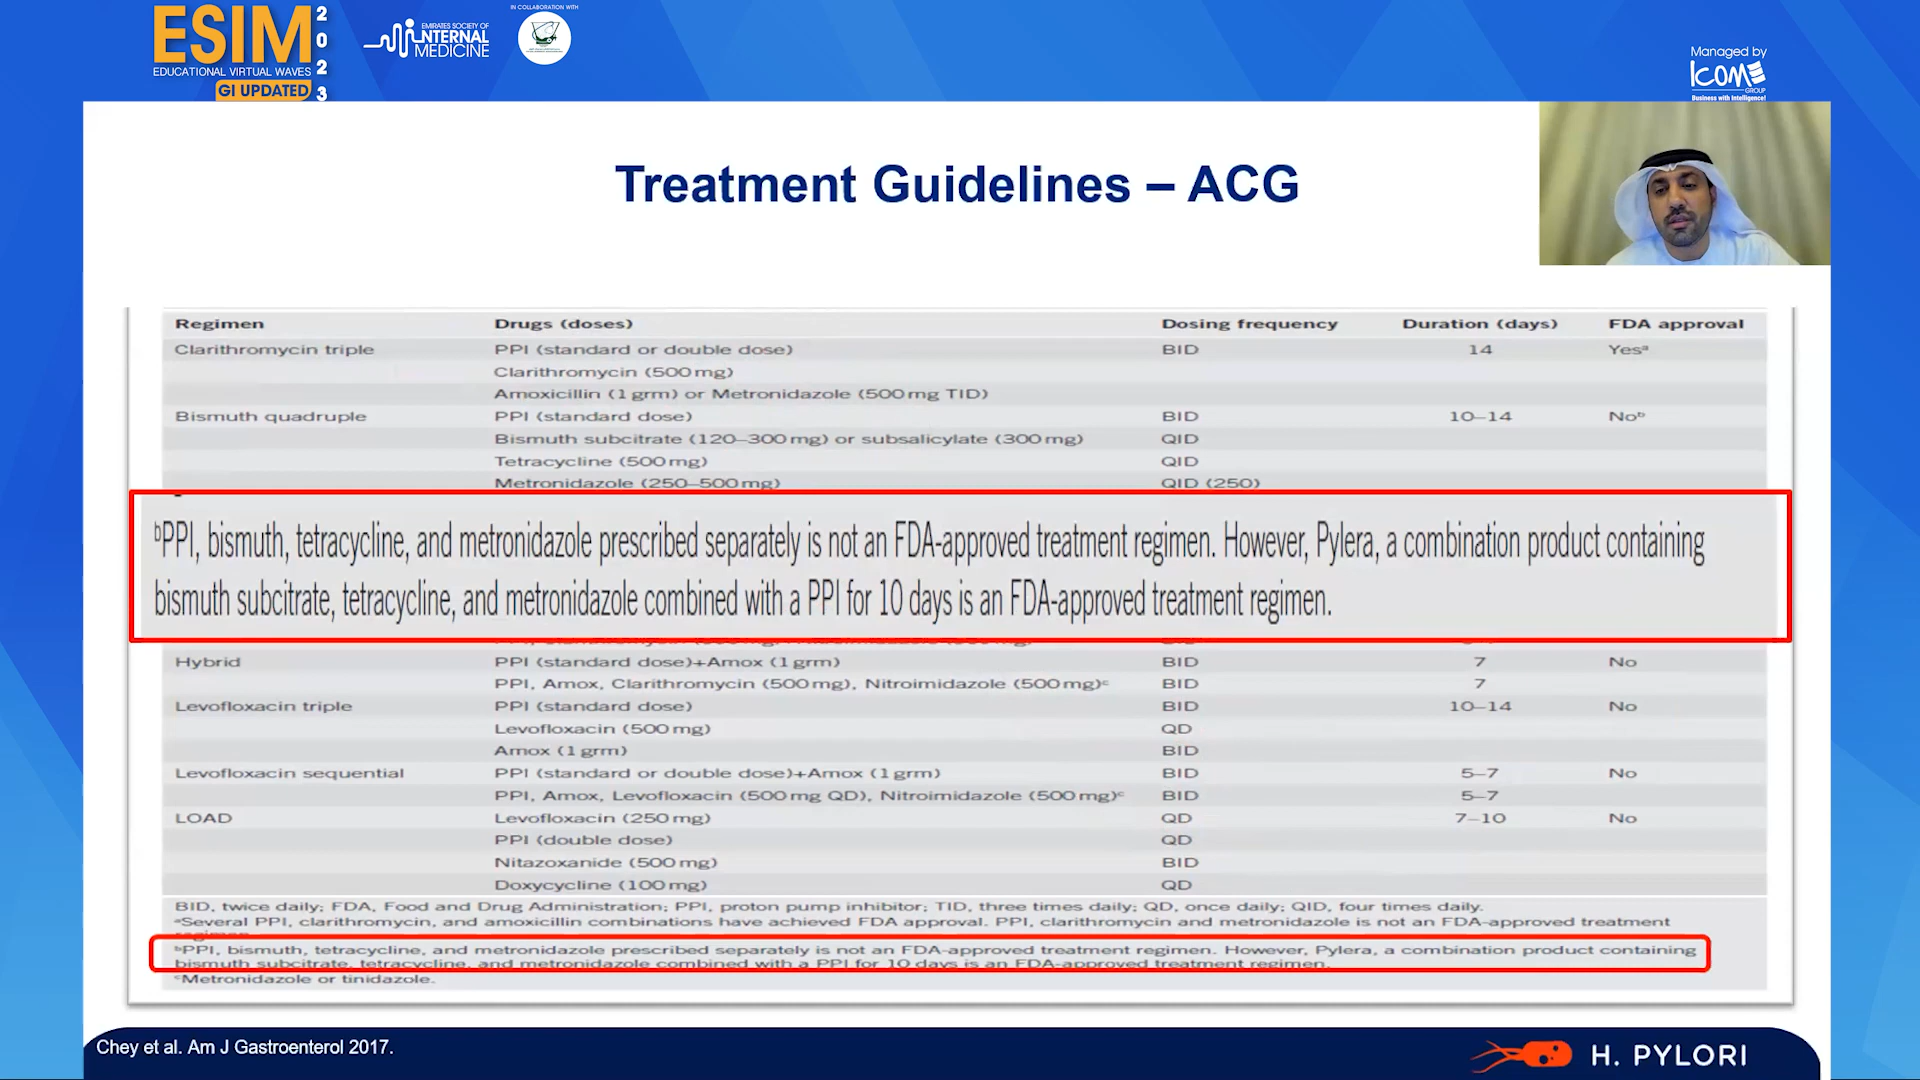 ESIM 2023
EDUCATIONAL VIRTUAL WAVES
GI UPDATED
EMIRATES SOCIETY OF
INTERNAL
MEDICINE
IN COLLABORATION WITH
Managed by
ICOME
GROUP
Business with Intelligence!
Treatment Guidelines – ACG
Regimen Drugs (doses) Dosing frequency Duration (days) FDA approval
Clarithromycin triple PPI (standard or double dose) BID 14 Yesᵃ
Clarithromycin (500 mg)
Amoxicillin (1 grm) or Metronidazole (500 mg TID)
Bismuth quadruple PPI (standard dose) BID 10–14 Noᵇ
Bismuth subcitrate (120–300 mg) or subsalicylate (300 mg) QID
Tetracycline (500 mg) QID
Metronidazole (250–500 mg) QID (250)
ᵇPPI, bismuth, tetracycline, and metronidazole prescribed separately is not an FDA-approved treatment regimen. However, Pylera, a combination product containing
bismuth subcitrate, tetracycline, and metronidazole combined with a PPI for 10 days is an FDA-approved treatment regimen.
Hybrid PPI (standard dose)+Amox (1 grm) BID 7 No
PPI, Amox, Clarithromycin (500 mg), Nitroimidazole (500 mg)ᶜ BID 7
Levofloxacin triple PPI (standard dose) BID 10–14 No
Levofloxacin (500 mg) QD
Amox (1 grm) BID
Levofloxacin sequential PPI (standard or double dose)+Amox (1 grm) BID 5–7 No
PPI, Amox, Levofloxacin (500 mg QD), Nitroimidazole (500 mg)ᶜ BID 5–7
LOAD Levofloxacin (250 mg) QD 7–10 No
PPI (double dose) QD
Nitazoxanide (500 mg) BID
Doxycycline (100 mg) QD
BID, twice daily; FDA, Food and Drug Administration; PPI, proton pump inhibitor; TID, three times daily; QD, once daily; QID, four times daily.
ᵃSeveral PPI, clarithromycin, and amoxicillin combinations have achieved FDA approval. PPI, clarithromycin and metronidazole is not an FDA-approved treatment
regimen.
ᵇPPI, bismuth, tetracycline, and metronidazole prescribed separately is not an FDA-approved treatment regimen. However, Pylera, a combination product containing
bismuth subcitrate, tetracycline, and metronidazole combined with a PPI for 10 days is an FDA-approved treatment regimen.
ᶜMetronidazole or tinidazole.
Chey et al. Am J Gastroenterol 2017.
H. PYLORI